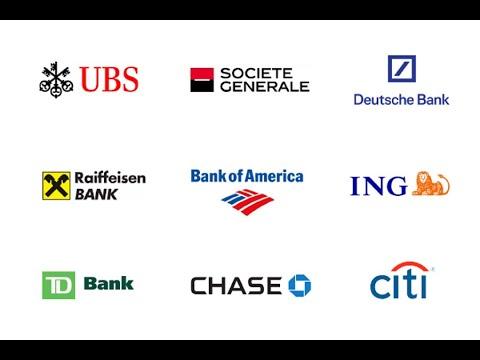 UBS
SOCIETE
GENERALE
Deutsche Bank
Raiffeisen
BANK
Bank of America
ING
TD Bank
CHASE
citi